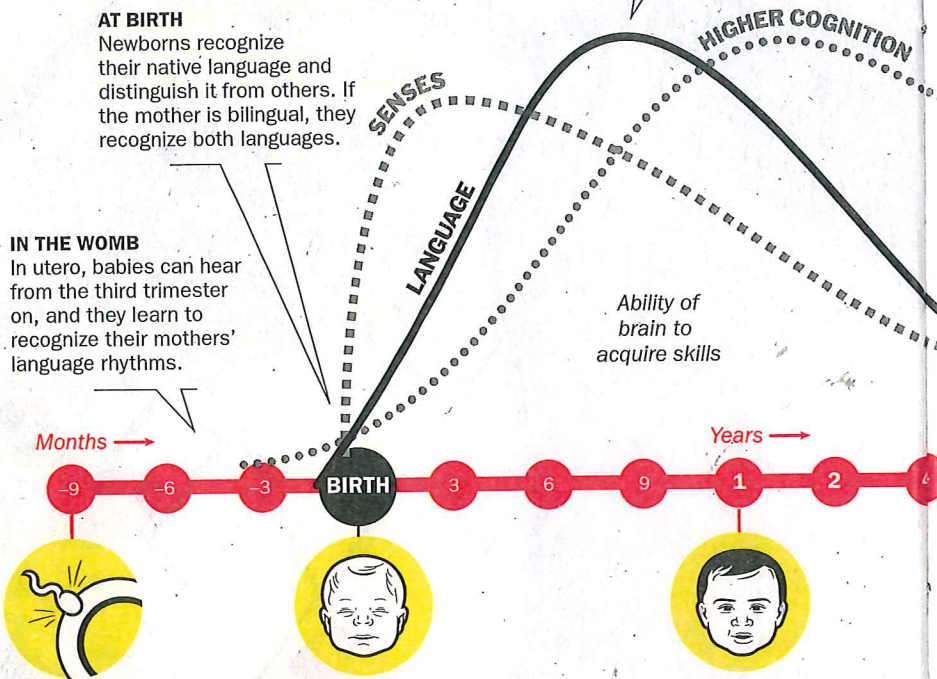 AT BIRTH
Newborns recognize
their native language and
distinguish it from others. If
the mother is bilingual, they
recognize both languages.
SENSES
HIGHER COGNITION
LANGUAGE
IN THE WOMB
In utero, babies can hear
from the third trimester
on, and they learn to
recognize their mothers’
language rhythms.
Ability of
brain to
acquire skills
Months
Years
–9
–6
–3
BIRTH
3
6
9
1
2